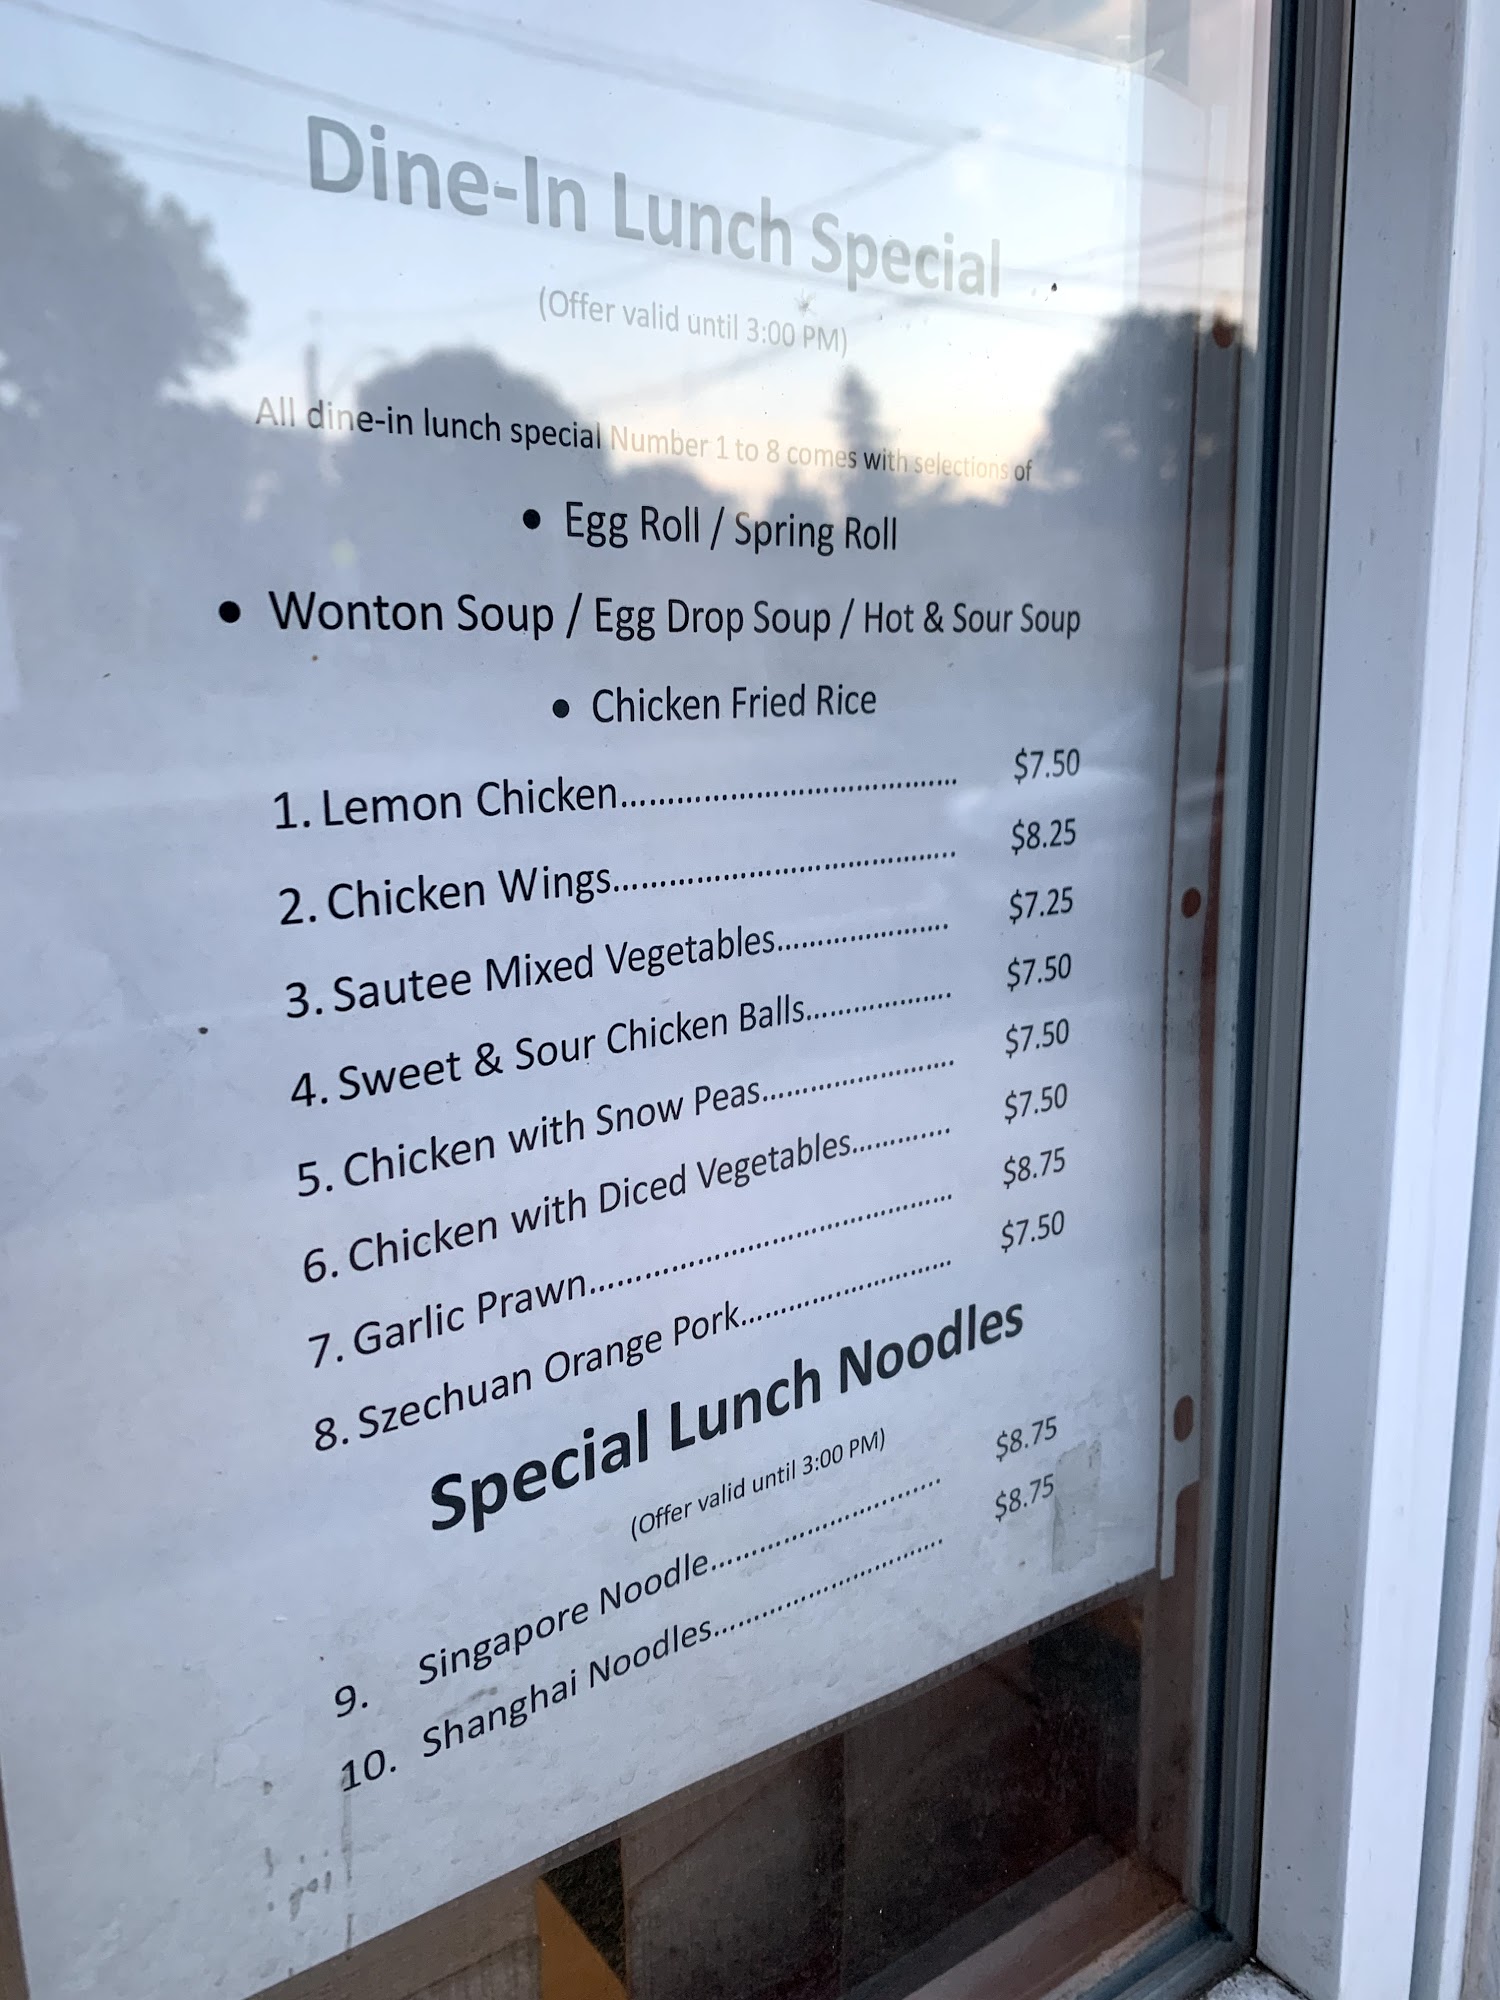 Dine-In Lunch Special
(Offer valid until 3:00 PM)
All dine-in lunch special Number 1 to 8 comes with selections of
• Egg Roll / Spring Roll
• Wonton Soup / Egg Drop Soup / Hot & Sour Soup
• Chicken Fried Rice
1. Lemon Chicken........................................ $7.50
2. Chicken Wings........................................ $8.25
3. Sautee Mixed Vegetables..................... $7.25
4. Sweet & Sour Chicken Balls.................. $7.50
5. Chicken with Snow Peas........................ $7.50
6. Chicken with Diced Vegetables............. $7.50
7. Garlic Prawn........................................... $8.75
8. Szechuan Orange Pork.......................... $7.50
Special Lunch Noodles
(Offer valid until 3:00 PM)
9. Singapore Noodle............................. $8.75
10. Shanghai Noodles............................ $8.75